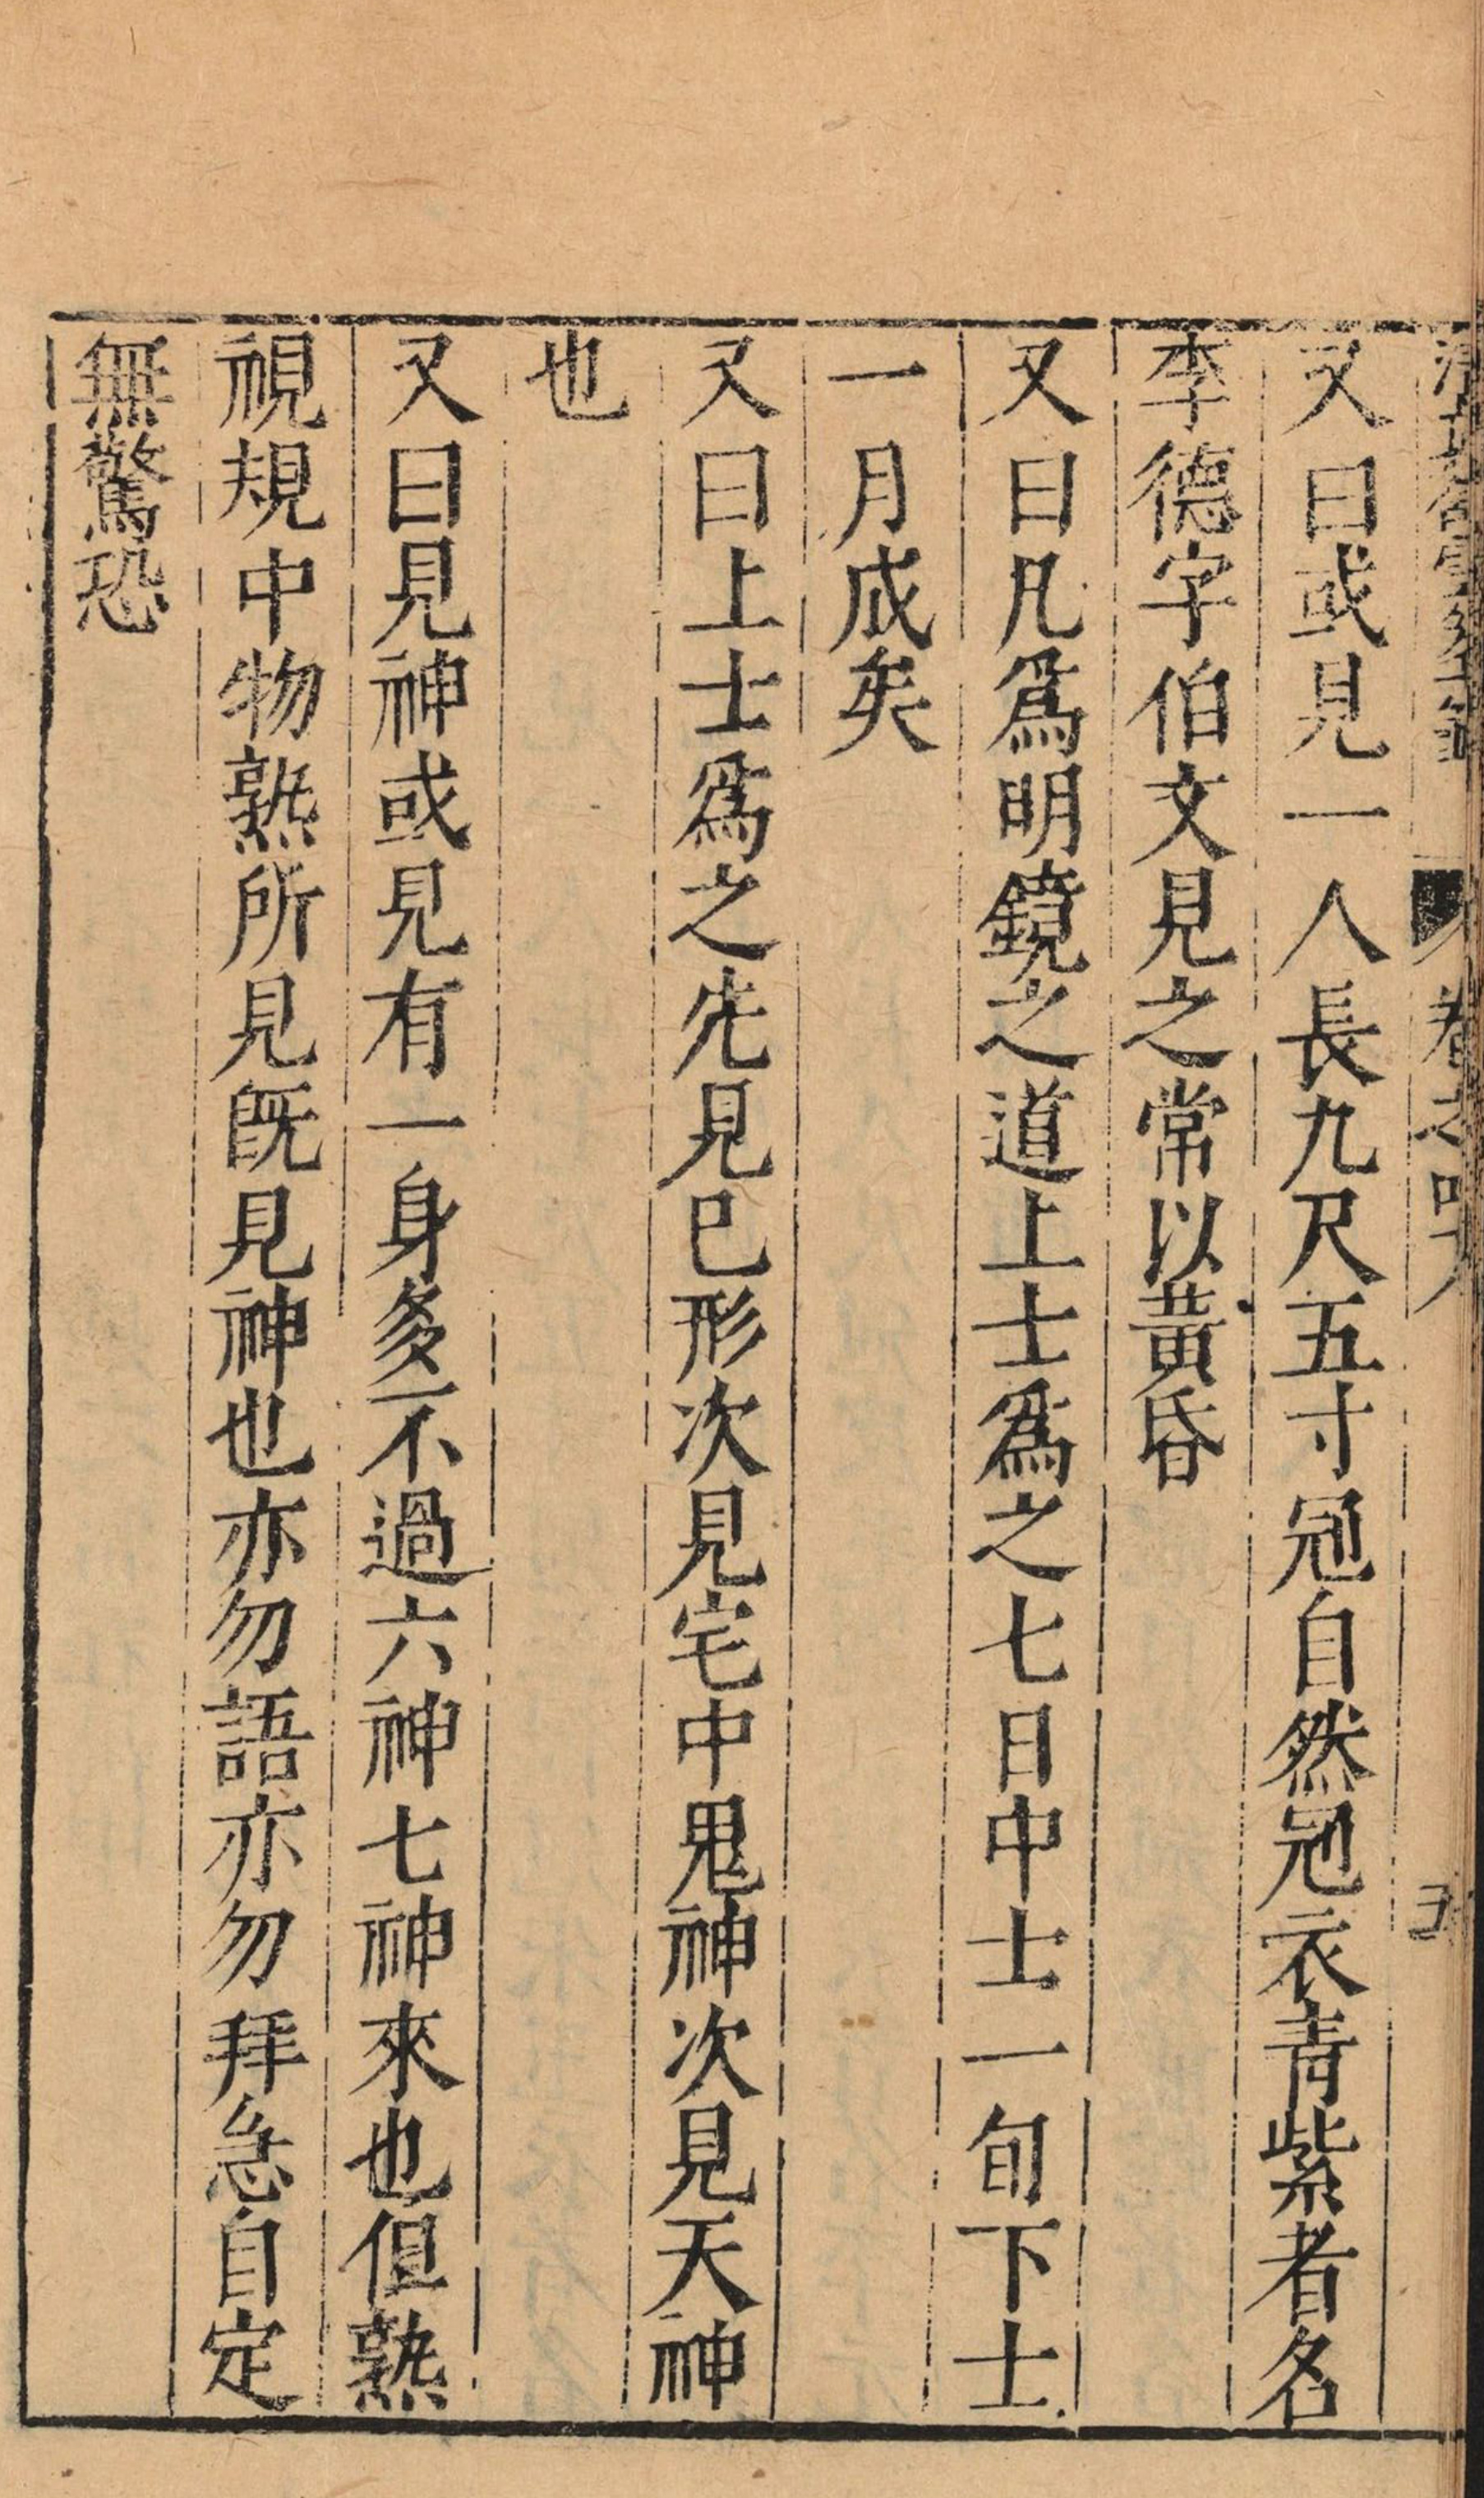 卷之四
又曰或見一人長九尺五寸冠自然冠衣青紫者名
李德字伯文見之常以黃昏
又曰凡爲明鏡之道上士爲之七日中士一旬下士
一月成矣
又曰上士爲之先見已形次見宅中鬼神次見天神
也
又曰見神或見有一身多不過六神七神來也但熟
視規中物熟所見旣見神也亦勿語亦勿拜急自定
無驚恐